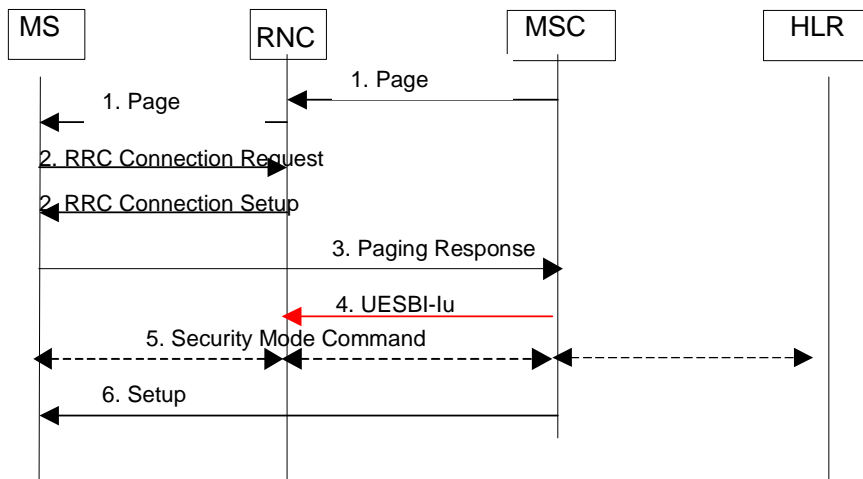 MS
RNC
MSC
HLR
1. Page
1. Page
2. RRC Connection Request
2. RRC Connection Setup
3. Paging Response
4. UESBI-Iu
5. Security Mode Command
6. Setup